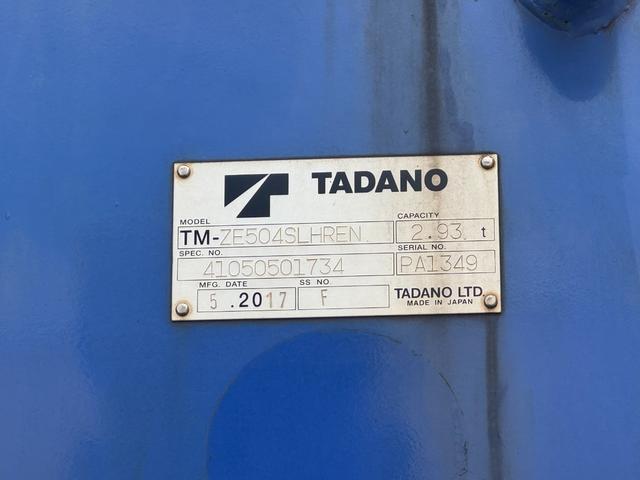 TADANO
MODEL
TM-ZE504SLHREN
CAPACITY
2.93 t
SPEC. NO.
41050501734
SERIAL NO.
PA1349
MFG. DATE
5 .2017
SS NO.
F
TADANO LTD
MADE IN JAPAN